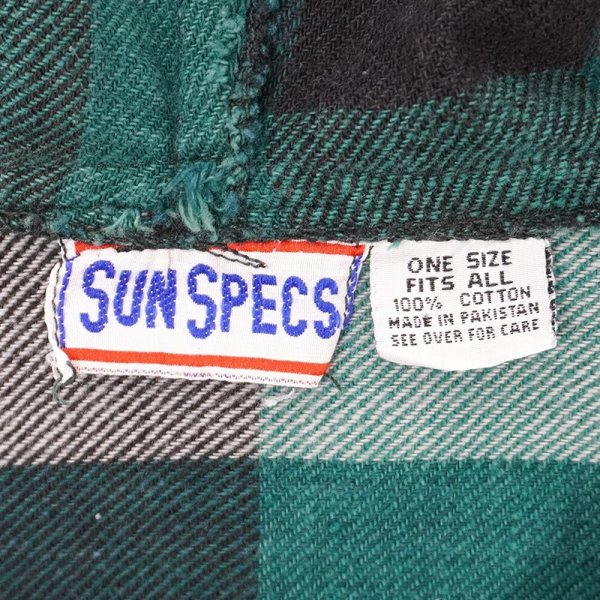 SUN SPECS
ONE SIZE
FITS ALL
100% COTTON
MADE IN PAKISTAN
SEE OVER FOR CARE